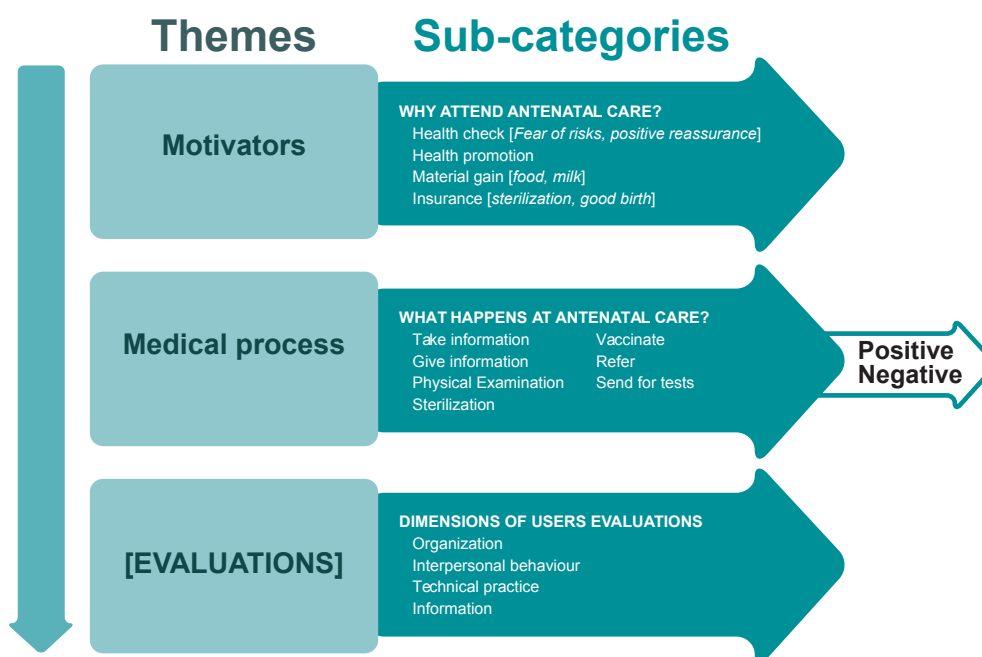 Themes
Sub-categories
Motivators
WHY ATTEND ANTENATAL CARE?
Health check [Fear of risks, positive reassurance]
Health promotion
Material gain [food, milk]
Insurance [sterilization, good birth]
Medical process
WHAT HAPPENS AT ANTENATAL CARE?
Take information
Give information
Physical Examination
Sterilization
Vaccinate
Refer
Send for tests
Positive
Negative
[EVALUATIONS]
DIMENSIONS OF USERS EVALUATIONS
Organization
Interpersonal behaviour
Technical practice
Information